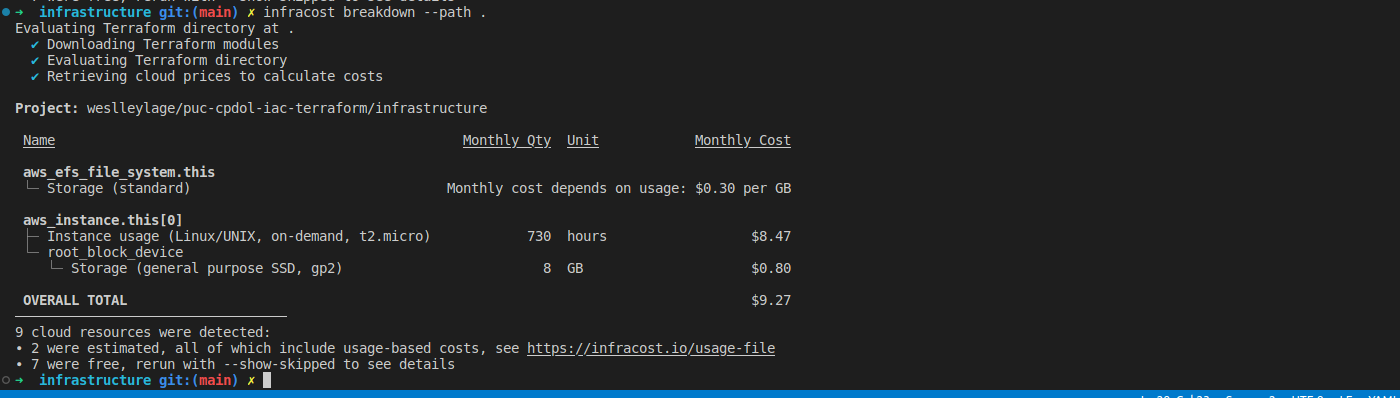 ➜  infrastructure git:(main) ✗ infracost breakdown --path .
Evaluating Terraform directory at .
  ✔ Downloading Terraform modules
  ✔ Evaluating Terraform directory
  ✔ Retrieving cloud prices to calculate costs
Project: weslleylage/puc-cpdol-iac-terraform/infrastructure
Name Monthly Qty Unit Monthly Cost
aws_efs_file_system.this
└─ Storage (standard) Monthly cost depends on usage: $0.30 per GB
aws_instance.this[0]
├─ Instance usage (Linux/UNIX, on-demand, t2.micro) 730 hours $8.47
└─ root_block_device
   └─ Storage (general purpose SSD, gp2) 8 GB $0.80
OVERALL TOTAL $9.27
──────────────────────────────────
9 cloud resources were detected:
• 2 were estimated, all of which include usage-based costs, see https://infracost.io/usage-file
• 7 were free, rerun with --show-skipped to see details
➜  infrastructure git:(main) ✗